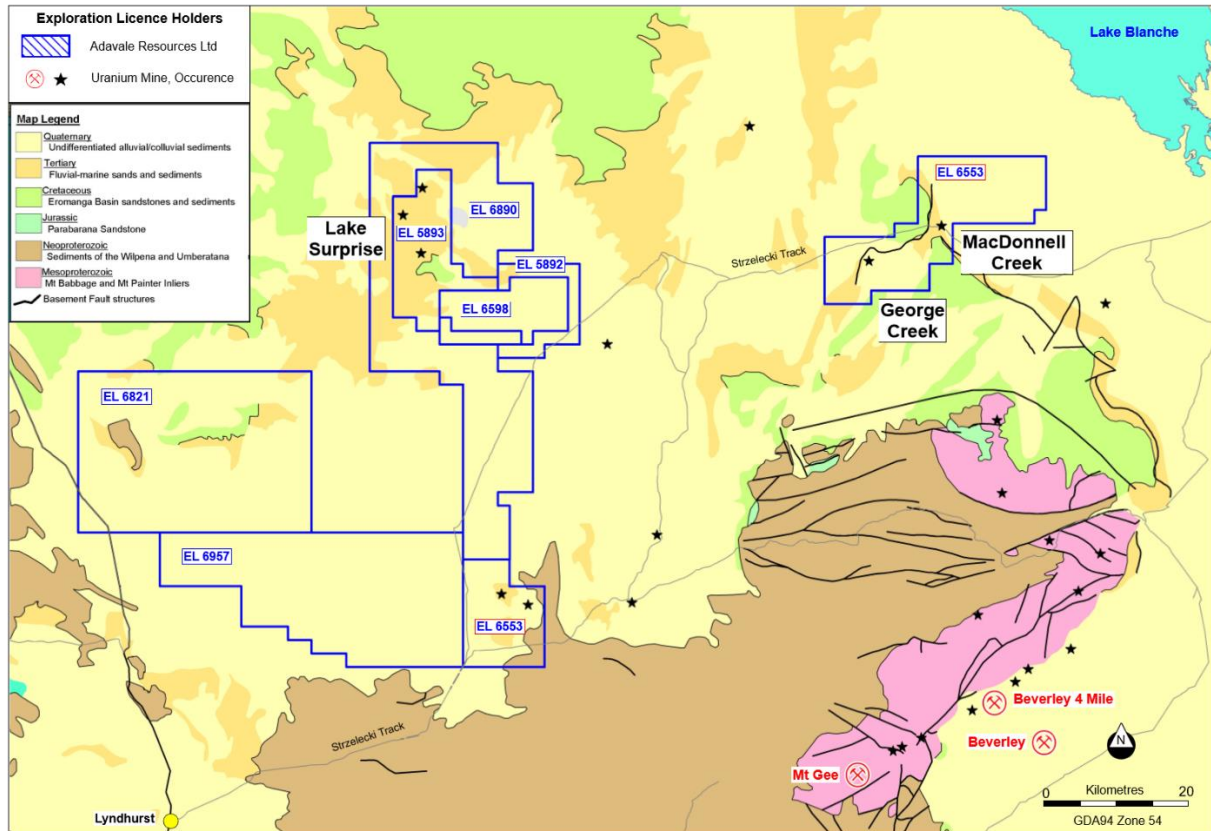 Exploration Licence Holders
Adavale Resources Ltd
Uranium Mine, Occurence
Map Legend
Quaternary
Undifferentiated alluvial/colluvial sediments
Tertiary
Fluvial-marine sands and sediments
Cretaceous
Eromanga Basin sandstones and sediments
Jurassic
Parabarana Sandstone
Neoproterozoic
Sediments of the Wilpena and Umberatana
Mesoproterozoic
Mt Babbage and Mt Painter Inliers
Basement Fault structures
Lake Blanche
EL 6553
EL 6890
EL 5893
Lake
Surprise
MacDonnell
Creek
Strzelecki Track
EL 5892
EL 6598
George
Creek
EL 6821
EL 6957
EL 6553
Beverley 4 Mile
Beverley
Strzelecki Track
Mt Gee
N
0 Kilometres 20
GDA94 Zone 54
Lyndhurst